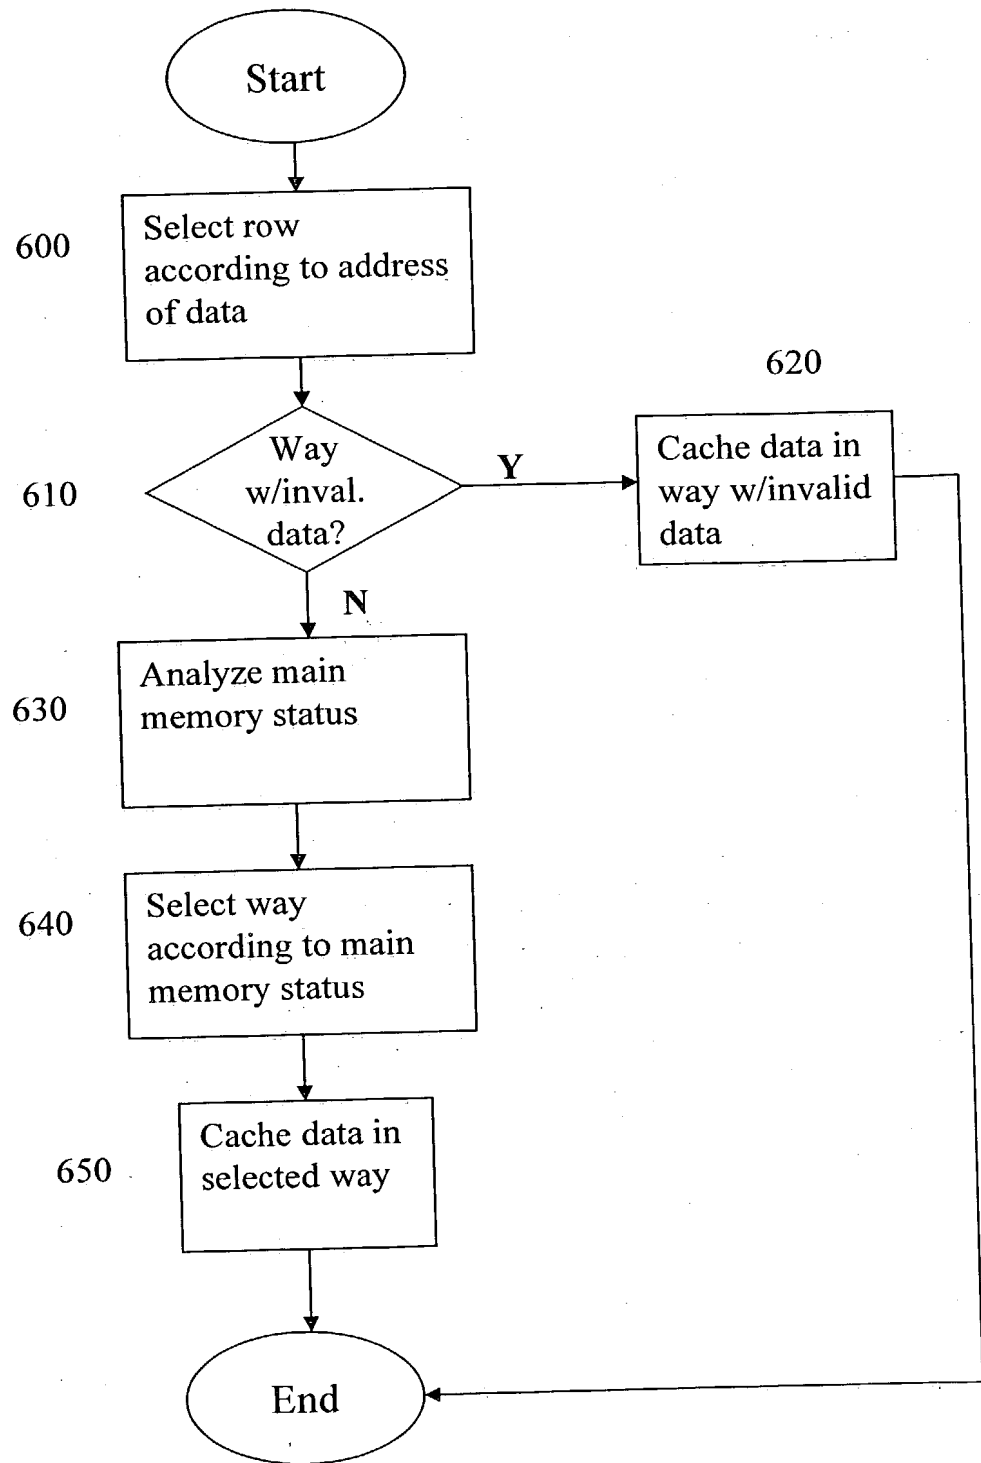 Start
600
Select row
according to address
of data
620
610
Way
w/inval.
data?
Y
Cache data in
way w/invalid
data
N
630
Analyze main
memory status
640
Select way
according to main
memory status
650
Cache data in
selected way
End